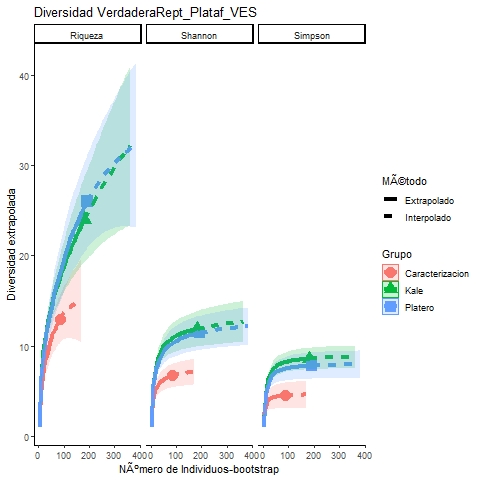 Diversidad VerdaderaRept_Plataf_VES
Riqueza
Shannon
Simpson
40
30
20
10
0
Diversidad extrapolada
0 100 200 300 400
0 100 200 300 400
0 100 200 300 400
NÃºmero de Individuos-bootstrap
MÃ©todo
Extrapolado
Interpolado
Grupo
Caracterizacion
Kale
Platero